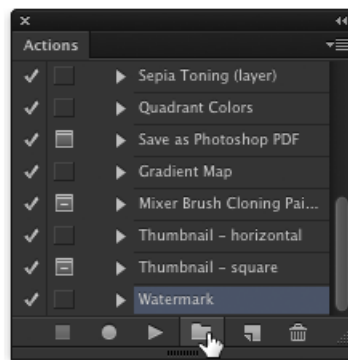 Actions
Sepia Toning (layer)
Quadrant Colors
Save as Photoshop PDF
Gradient Map
Mixer Brush Cloning Pai...
Thumbnail – horizontal
Thumbnail – square
Watermark